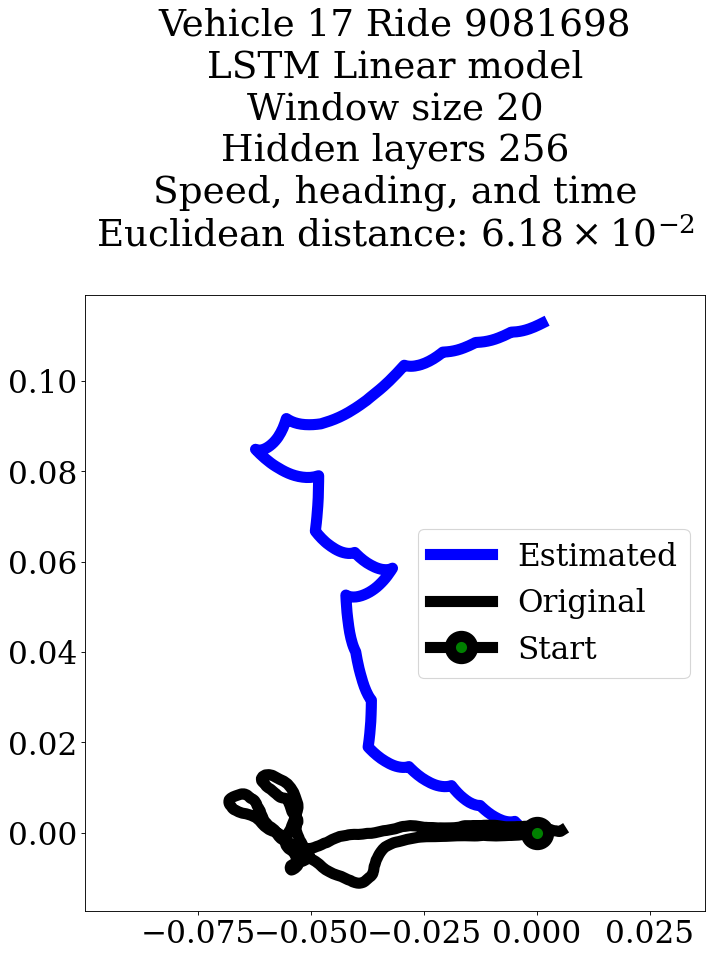 Vehicle 17 Ride 9081698
LSTM Linear model
Window size 20
Hidden layers 256
Speed, heading, and time
Euclidean distance: 6.18 × 10⁻²
0.10
0.08
0.06
0.04
0.02
0.00
Estimated
Original
Start
−0.075 −0.050 −0.025 0.000 0.025